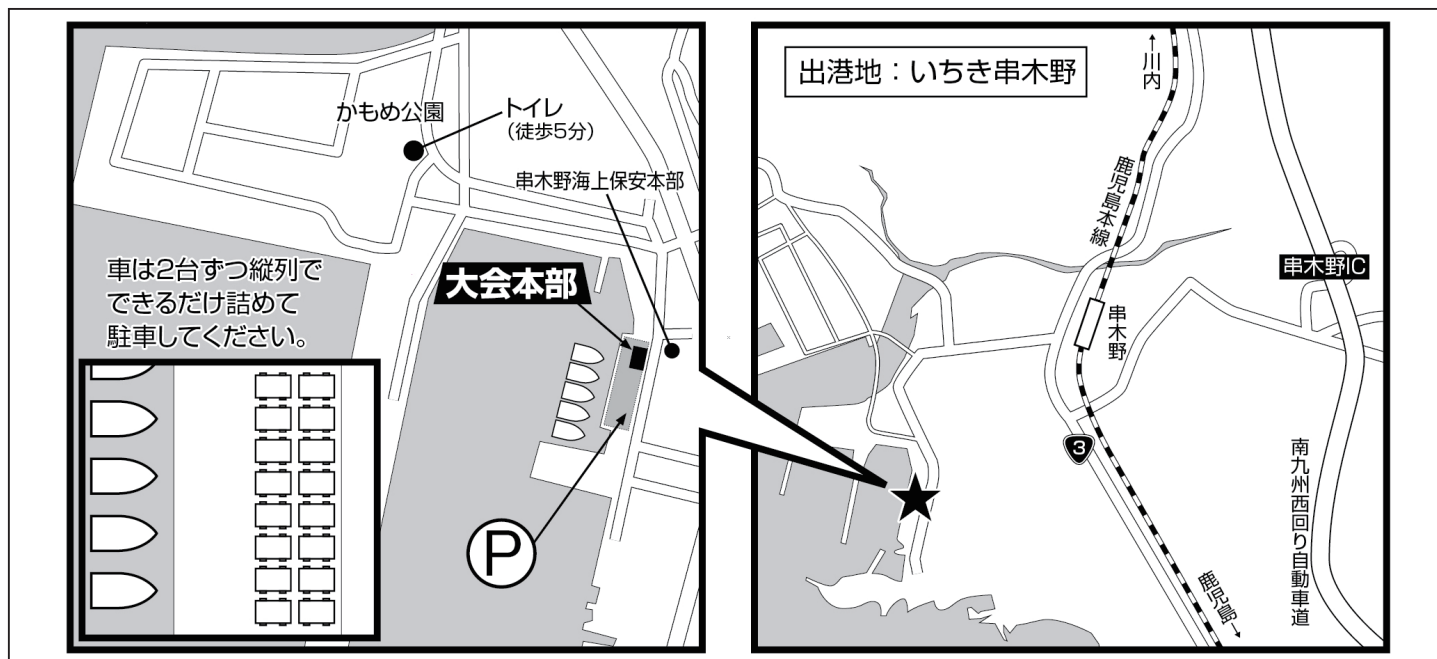 かもめ公園
トイレ
（徒歩5分）
串木野海上保安本部
車は2台ずつ縦列で
できるだけ詰めて
駐車してください。
大会本部
P
出港地：いちき串木野
↑川内
鹿児島本線
串木野IC
串木野
3
南九州西回り自動車道
鹿児島→